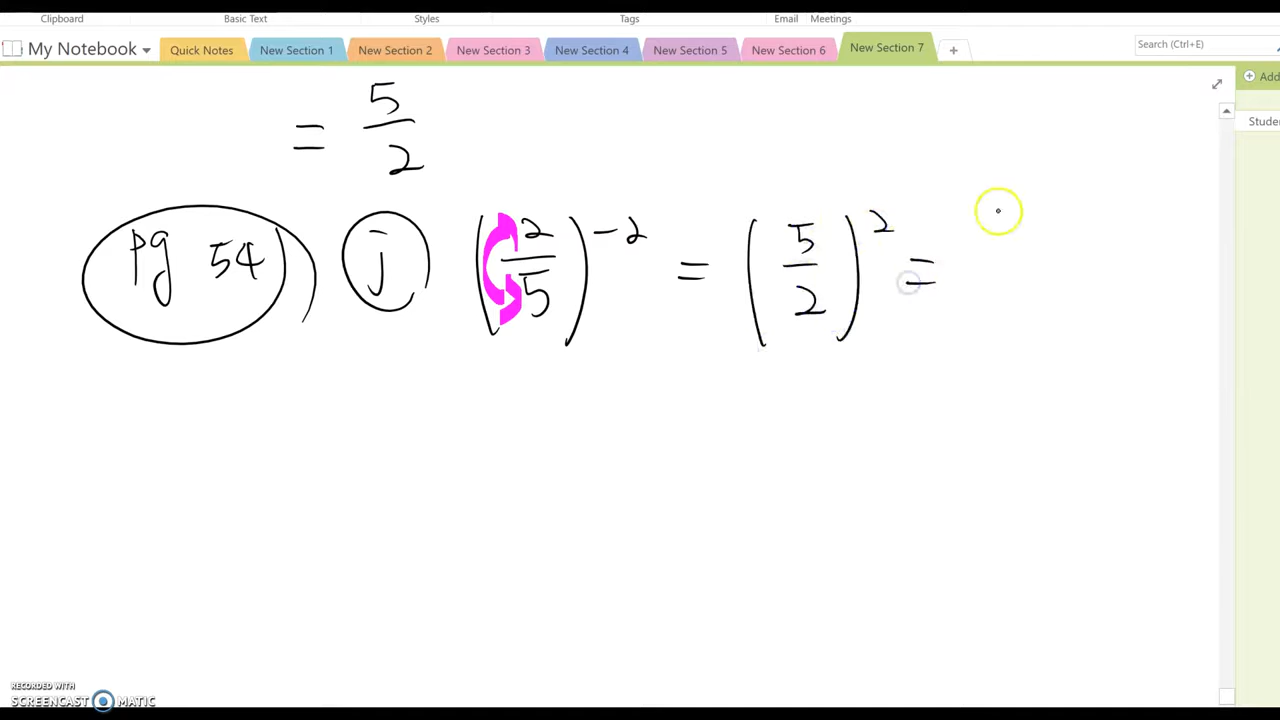 Clipboard Basic Text Styles Tags Email Meetings
My Notebook Quick Notes New Section 1 New Section 2 New Section 3 New Section 4 New Section 5 New Section 6 New Section 7 + Search (Ctrl+E)
Add
Studen
= 5/2
pg 54) j (2/5)^-2 = (5/2)^2 =
RECORDED WITH
SCREENCAST MATIC